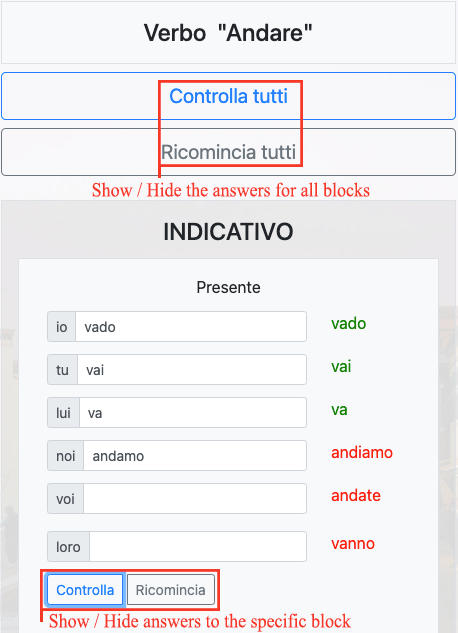 Verbo "Andare"
Controlla tutti
Ricomincia tutti
Show / Hide the answers for all blocks
INDICATIVO
Presente
io vado vado
tu vai vai
lui va va
noi andamo andiamo
voi andate
loro vanno
Controlla Ricomincia
Show / Hide answers to the specific block